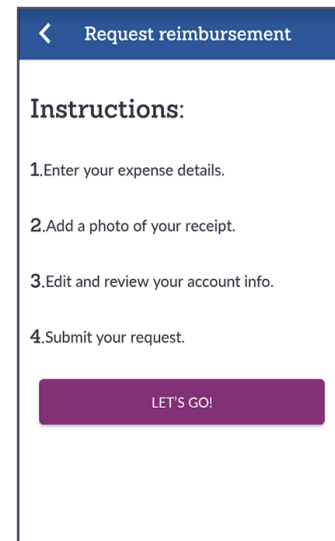 Request reimbursement
Instructions:
1.Enter your expense details.
2.Add a photo of your receipt.
3.Edit and review your account info.
4.Submit your request.
LET'S GO!